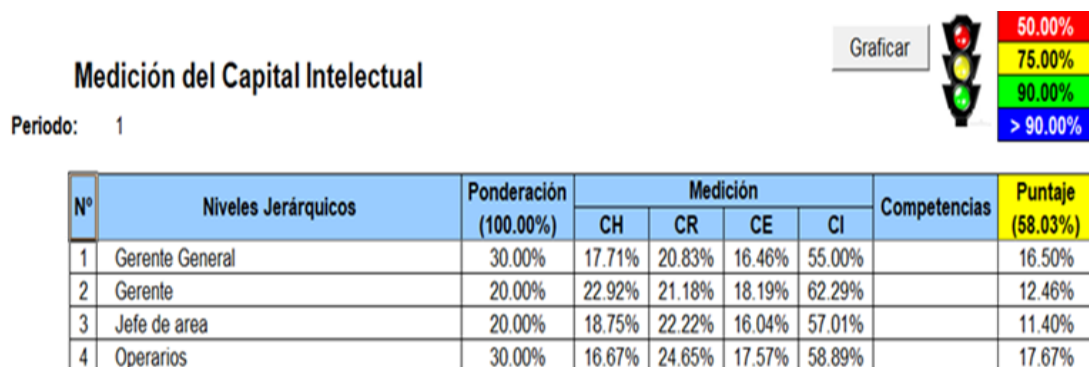 Graficar
50.00%
75.00%
90.00%
> 90.00%
Medición del Capital Intelectual
Periodo: 1
Nº Niveles Jerárquicos Ponderación (100.00%) Medición Competencias Puntaje (58.03%)
CH CR CE CI
1 Gerente General 30.00% 17.71% 20.83% 16.46% 55.00% 16.50%
2 Gerente 20.00% 22.92% 21.18% 18.19% 62.29% 12.46%
3 Jefe de area 20.00% 18.75% 22.22% 16.04% 57.01% 11.40%
4 Operarios 30.00% 16.67% 24.65% 17.57% 58.89% 17.67%